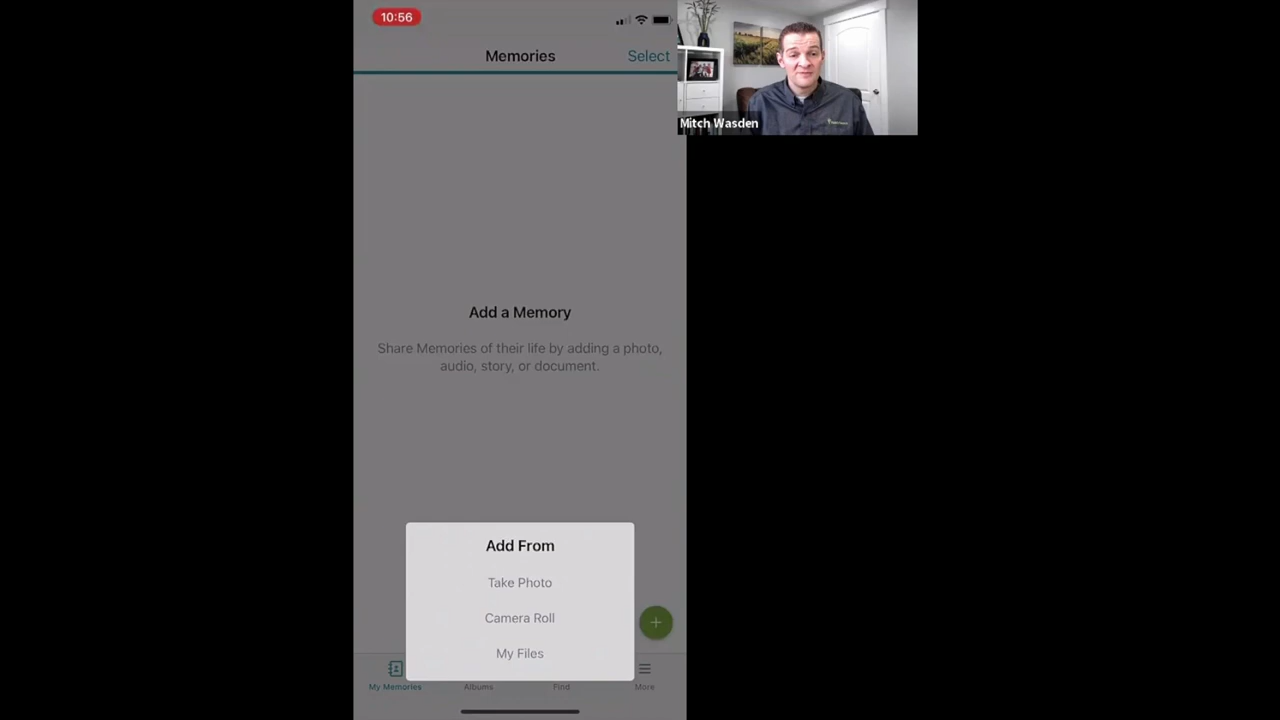 10:56
Memories
Select
Mitch Wasden
Add a Memory
Share Memories of their life by adding a photo,
audio, story, or document.
Add From
Take Photo
Camera Roll
My Files
My Memories
Albums
Find
More